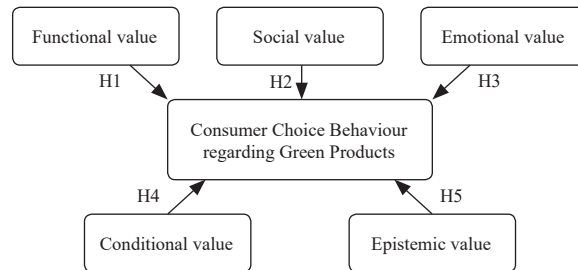 Functional value
Social value
Emotional value
H1
H2
H3
Consumer Choice Behaviour
regarding Green Products
H4
H5
Conditional value
Epistemic value